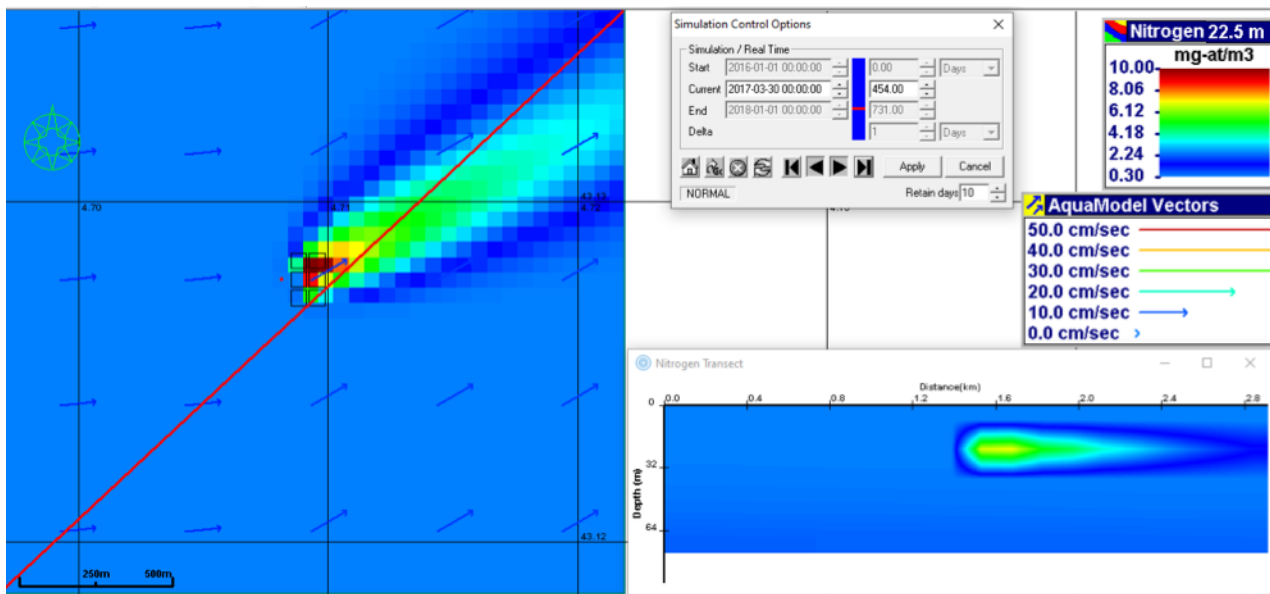 4.70
4.71
4.72
43.13
43.12
250m 500m
Simulation Control Options
Simulation / Real Time
Start 2016-01-01 00:00:00 0.00 Days
Current 2017-03-30 00:00:00 454.00
End 2018-01-01 00:00:00 731.00
Delta 1 Days
Apply Cancel
NORMAL Retain days 10
Nitrogen 22.5 m
mg-at/m3
10.00
8.06
6.12
4.18
2.24
0.30
AquaModel Vectors
50.0 cm/sec
40.0 cm/sec
30.0 cm/sec
20.0 cm/sec
10.0 cm/sec
0.0 cm/sec
Nitrogen Transect
Distance(km)
0.0 0.4 0.8 1.2 1.6 2.0 2.4 2.8
Depth (m)
0
32
64